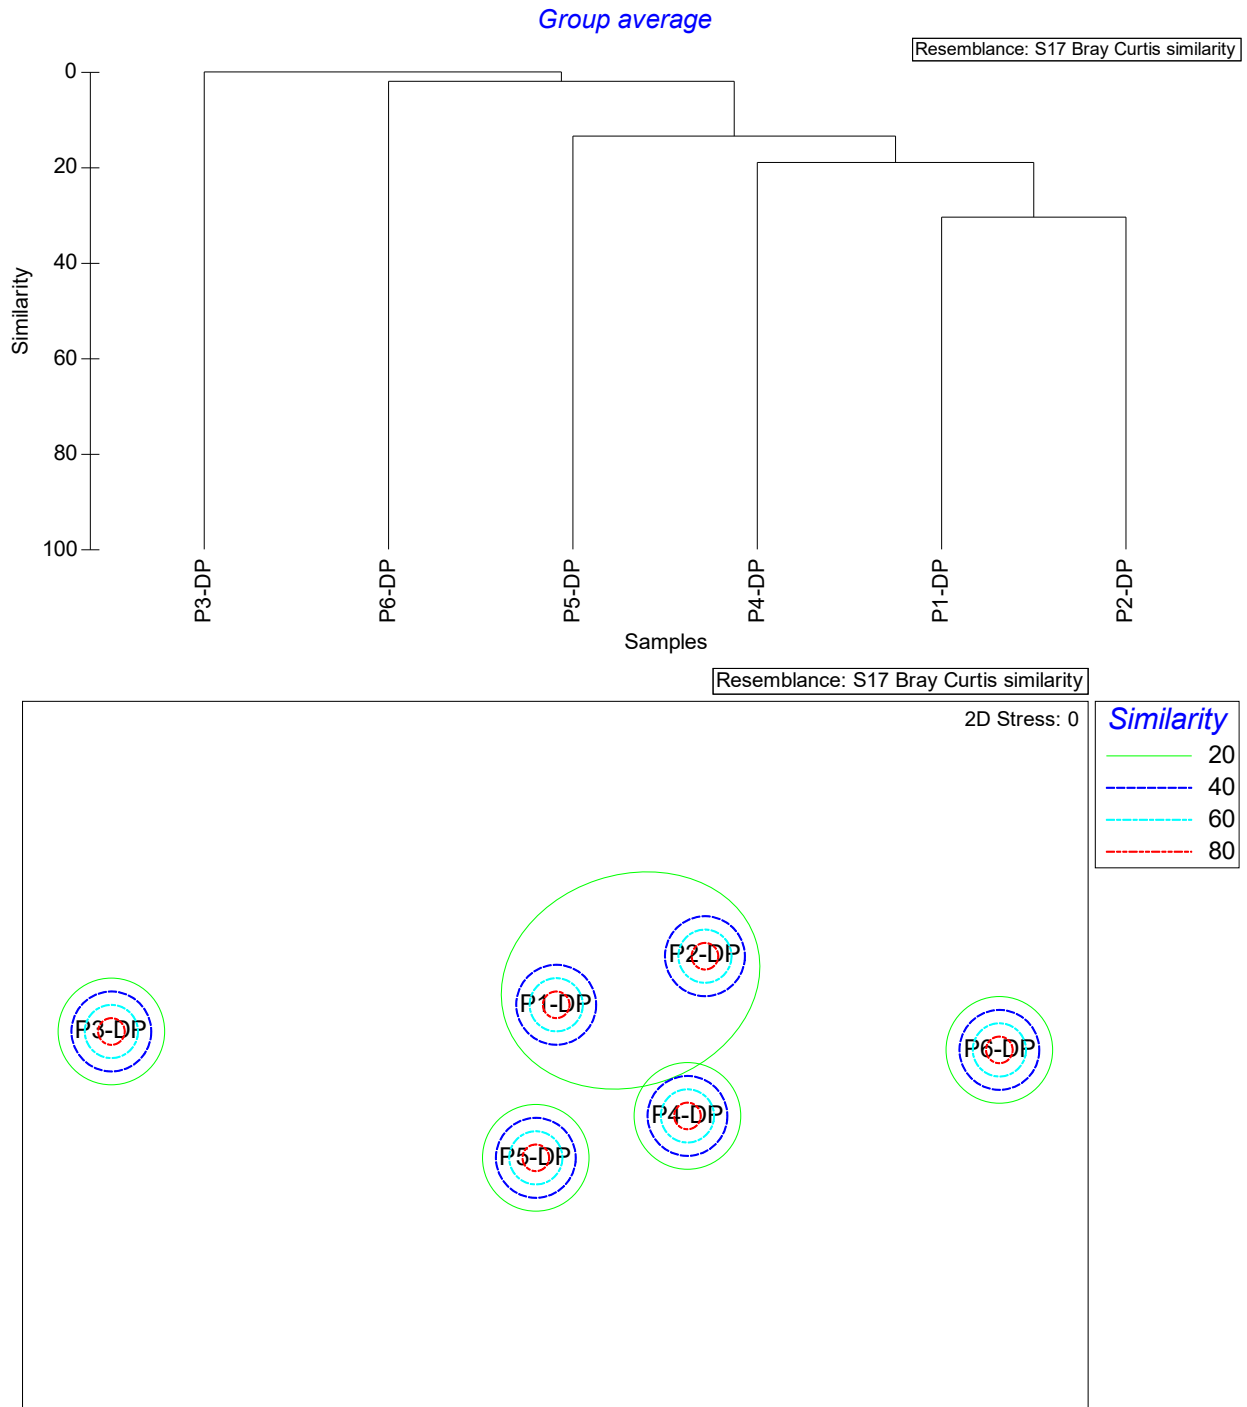 Group average
Resemblance: S17 Bray Curtis similarity
0
20
40
60
80
100
Similarity
P3-DP
P6-DP
P5-DP
P4-DP
P1-DP
P2-DP
Samples
Resemblance: S17 Bray Curtis similarity
2D Stress: 0
Similarity
20
40
60
80
P2-DP
P1-DP
P3-DP
P6-DP
P4-DP
P5-DP